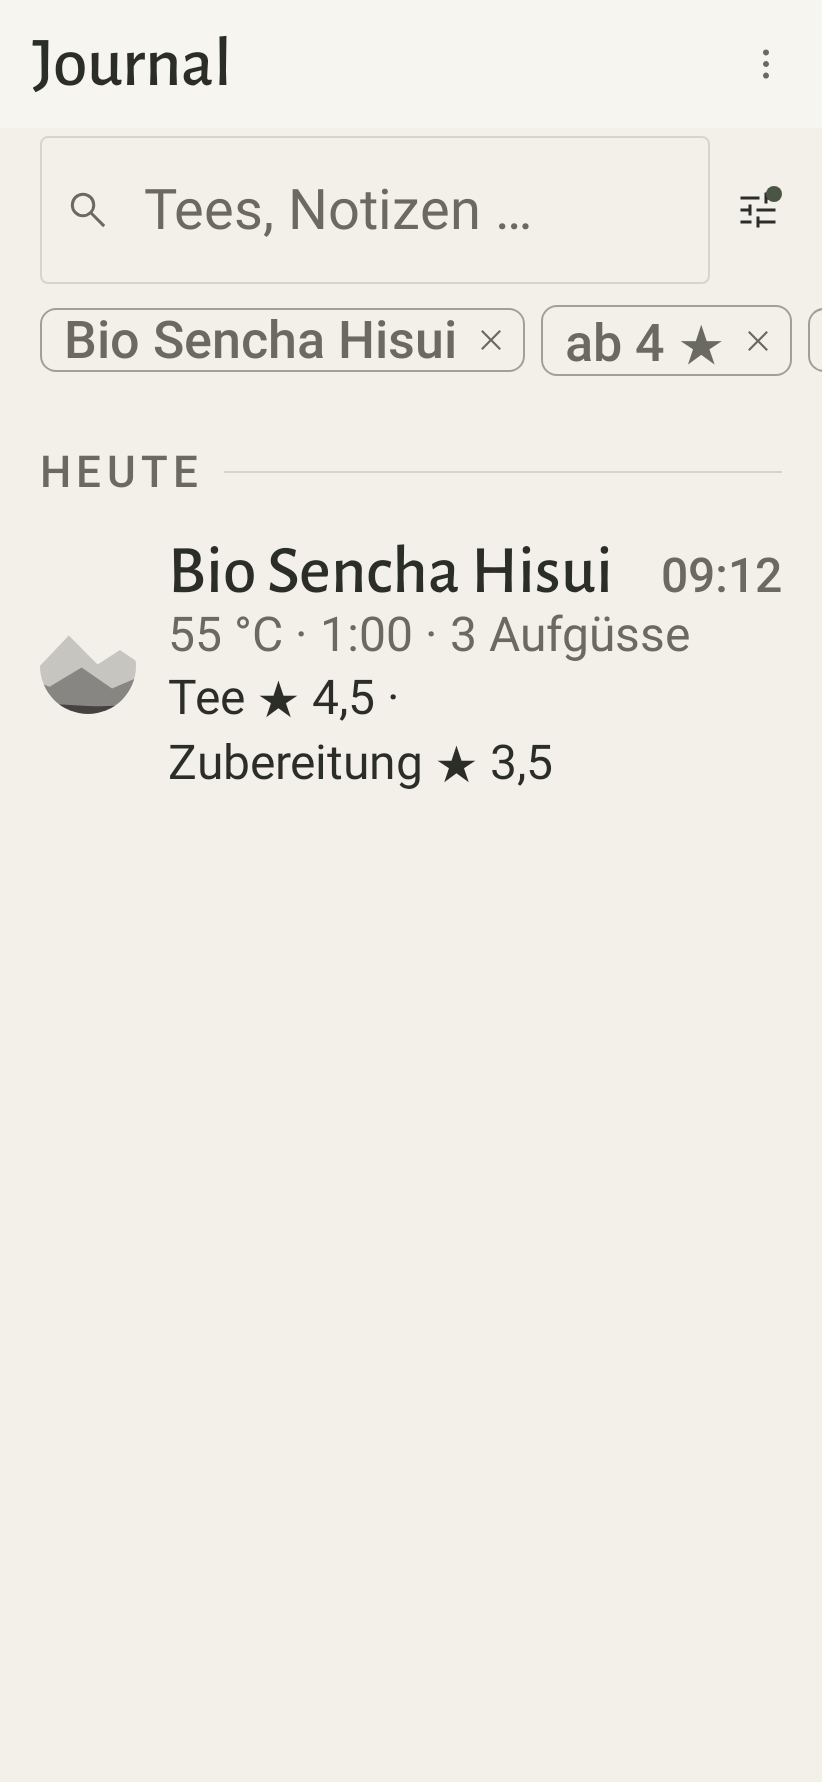 Journal
Tees, Notizen …
Bio Sencha Hisui
ab 4 ★
HEUTE
Bio Sencha Hisui 09:12
55 °C · 1:00 · 3 Aufgüsse
Tee ★ 4,5 ·
Zubereitung ★ 3,5